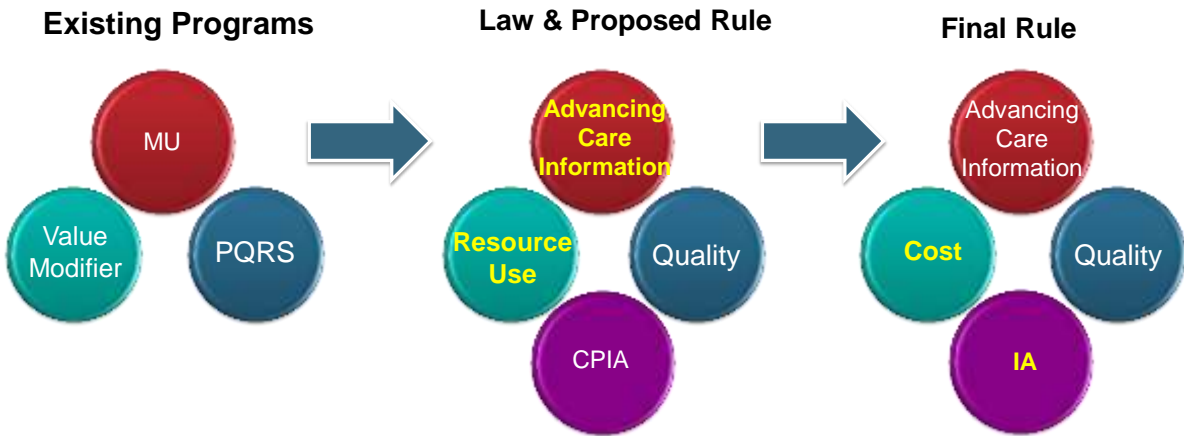 Existing Programs
MU
Value
Modifier
PQRS
Law & Proposed Rule
Advancing
Care
Information
Resource
Use
Quality
CPIA
Final Rule
Advancing
Care
Information
Cost
Quality
IA